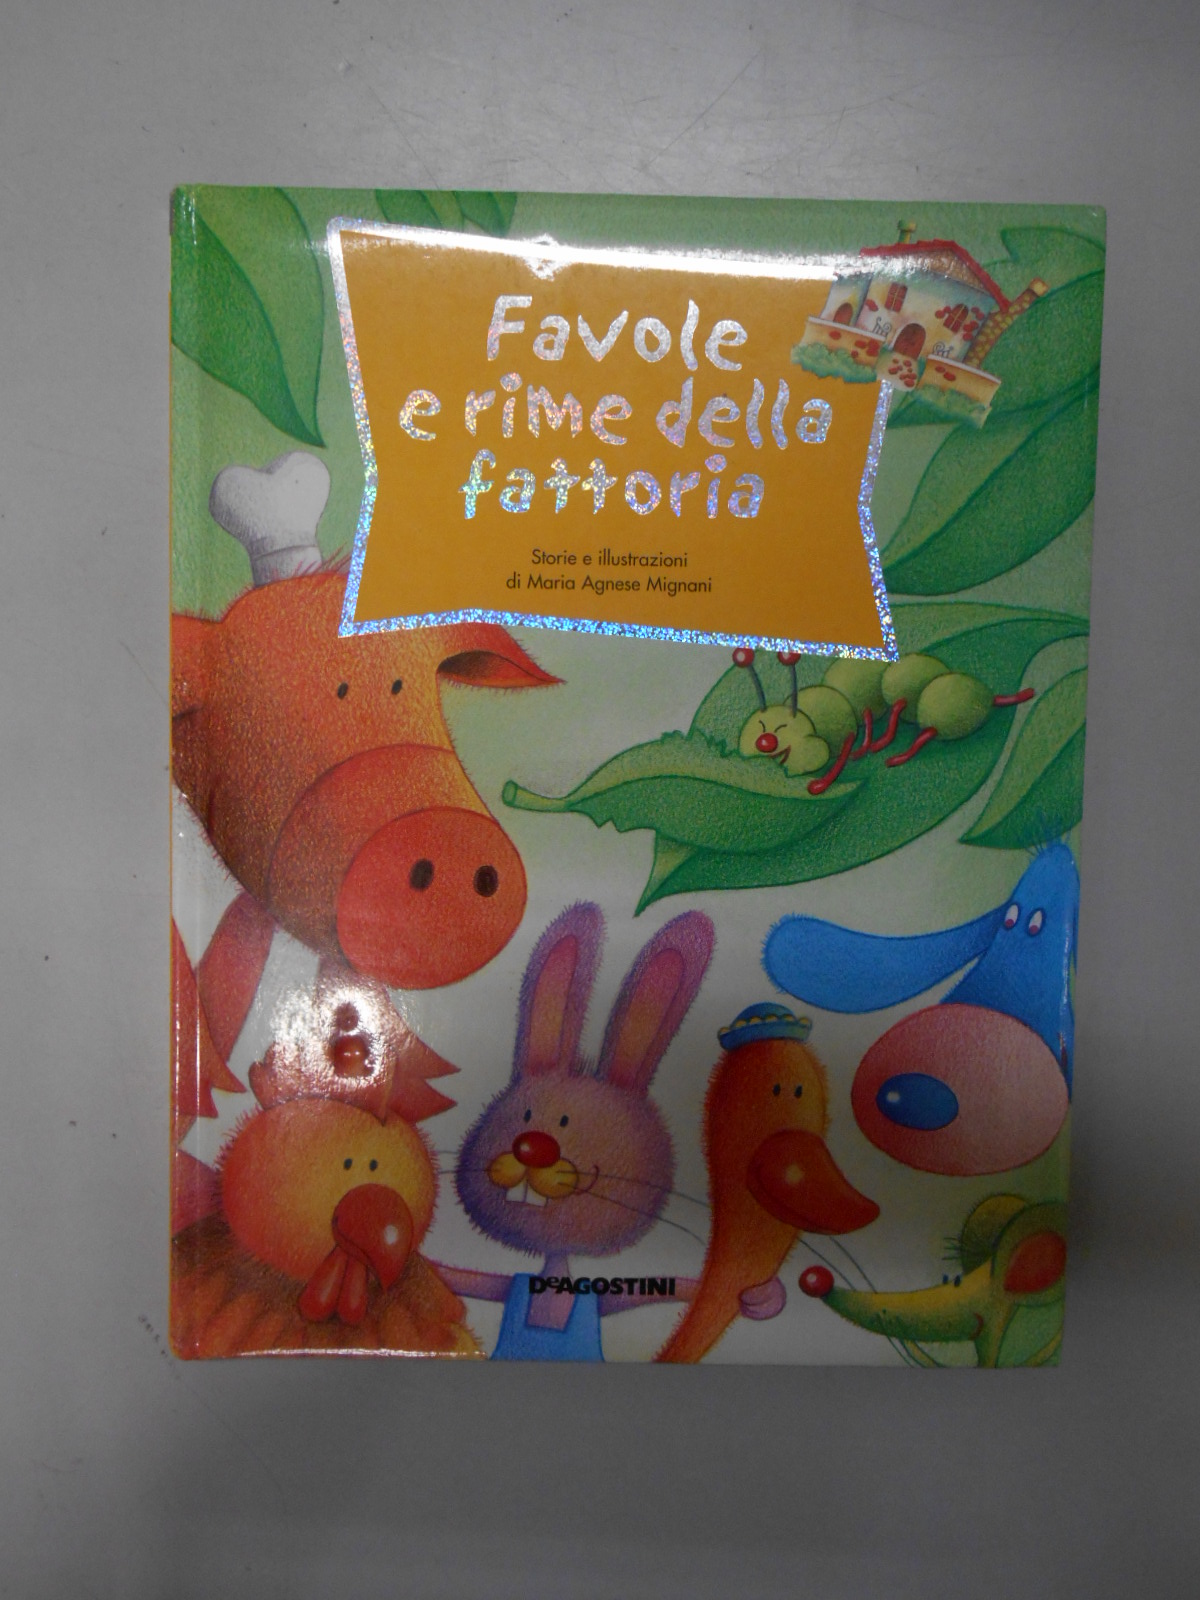 Favole
e rime della
fattoria
Storie e illustrazioni
di Maria Agnese Mignani
DeAGOSTINI